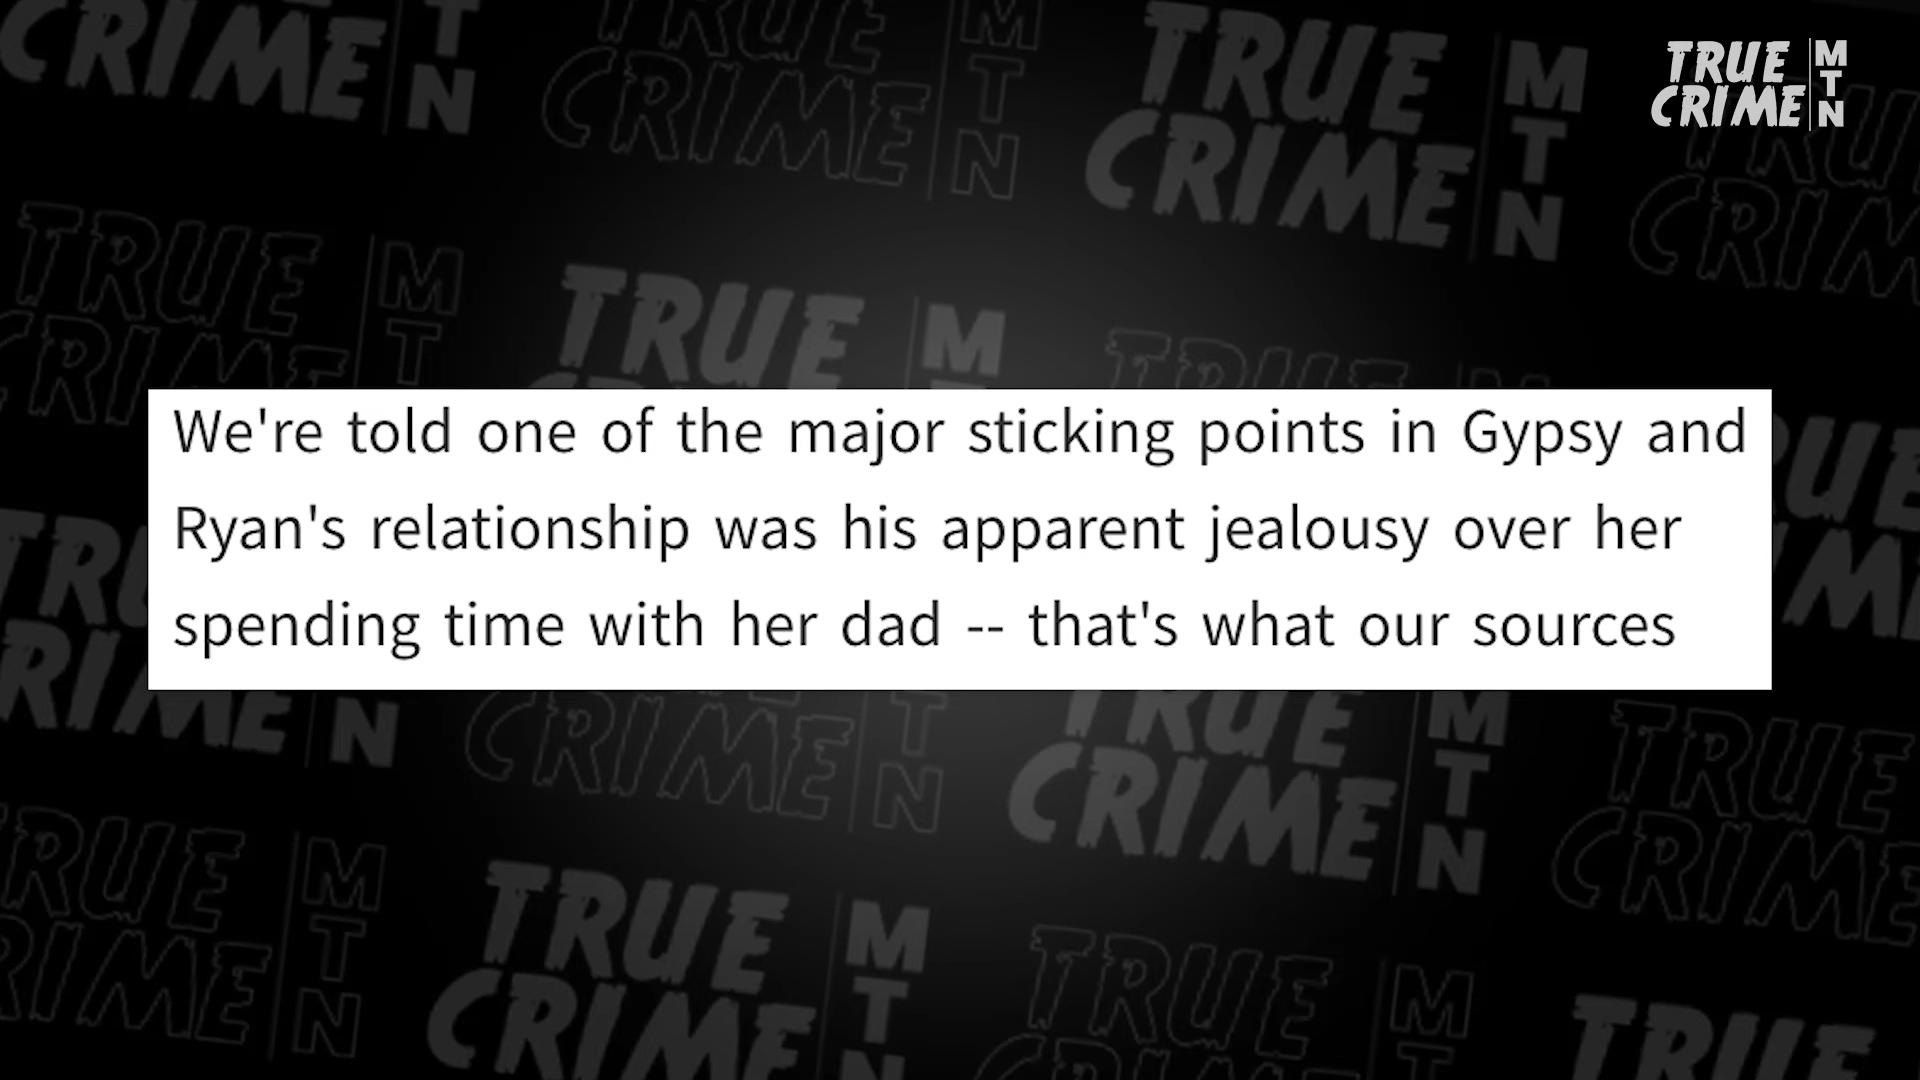 TRUE CRIME MTN
We're told one of the major sticking points in Gypsy and
Ryan's relationship was his apparent jealousy over her
spending time with her dad -- that's what our sources